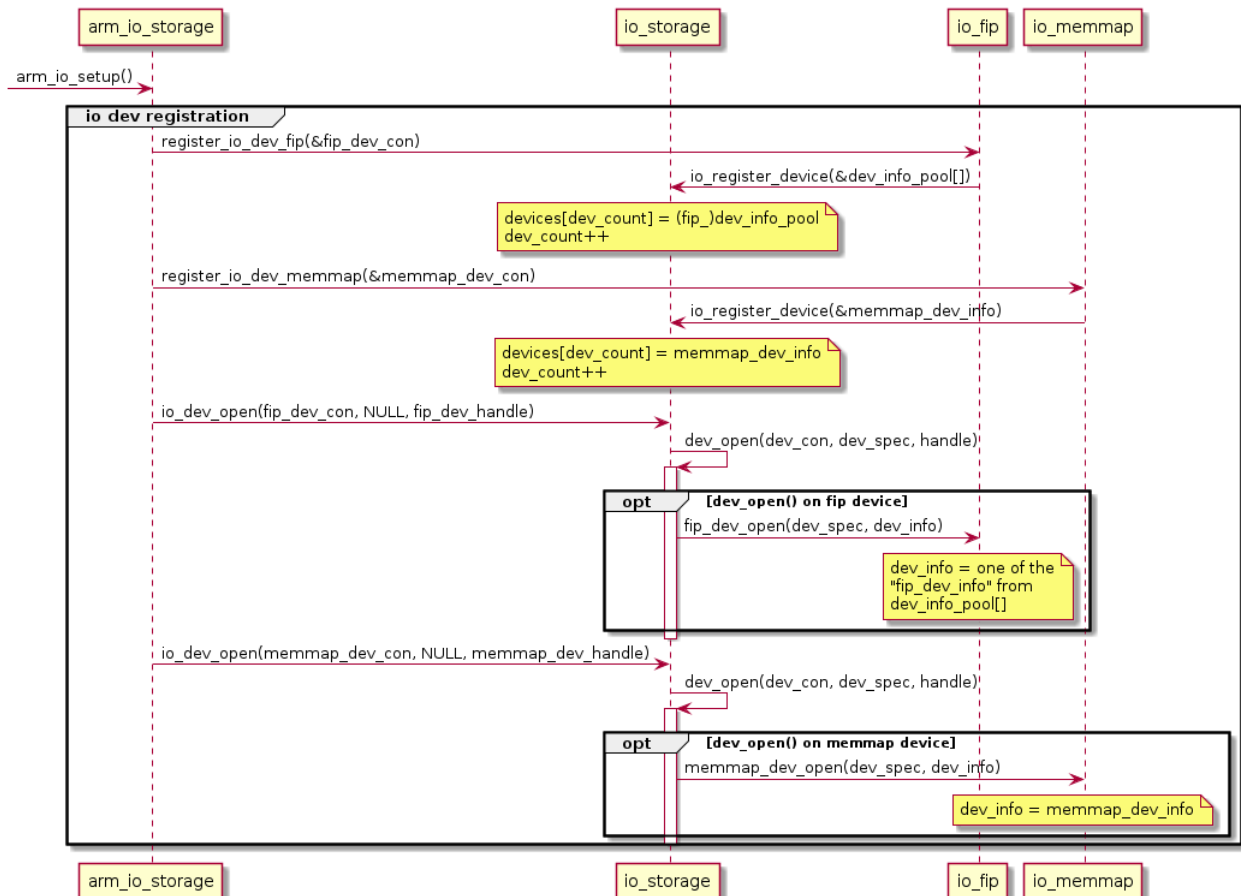 arm_io_storage io_storage io_fip io_memmap
arm_io_setup()
io dev registration
register_io_dev_fip(&fip_dev_con)
io_register_device(&dev_info_pool[])
devices[dev_count] = (fip_)dev_info_pool
dev_count++
register_io_dev_memmap(&memmap_dev_con)
io_register_device(&memmap_dev_info)
devices[dev_count] = memmap_dev_info
dev_count++
io_dev_open(fip_dev_con, NULL, fip_dev_handle)
dev_open(dev_con, dev_spec, handle)
opt [dev_open() on fip device]
fip_dev_open(dev_spec, dev_info)
dev_info = one of the
"fip_dev_info" from
dev_info_pool[]
io_dev_open(memmap_dev_con, NULL, memmap_dev_handle)
dev_open(dev_con, dev_spec, handle)
opt [dev_open() on memmap device]
memmap_dev_open(dev_spec, dev_info)
dev_info = memmap_dev_info
arm_io_storage io_storage io_fip io_memmap